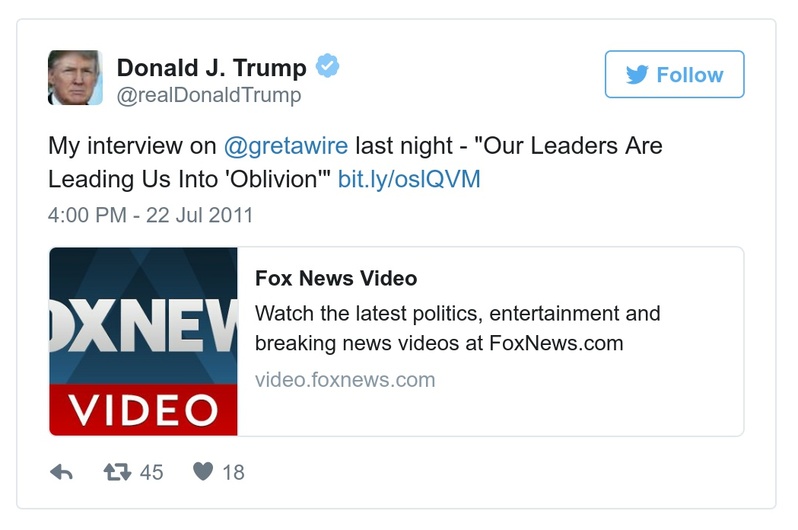 Donald J. Trump
@realDonaldTrump
Follow
My interview on @gretawire last night - "Our Leaders Are
Leading Us Into 'Oblivion'" bit.ly/oslQVM
4:00 PM - 22 Jul 2011
OXNEW
VIDEO
Fox News Video
Watch the latest politics, entertainment and
breaking news videos at FoxNews.com
video.foxnews.com
45
18